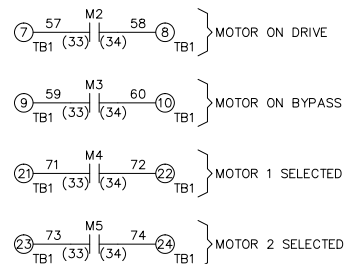 57 M2 58
7 8 MOTOR ON DRIVE
TB1 (33) (34) TB1
59 M3 60
9 10 MOTOR ON BYPASS
TB1 (33) (34) TB1
71 M4 72
21 22 MOTOR 1 SELECTED
TB1 (33) (34) TB1
73 M5 74
23 24 MOTOR 2 SELECTED
TB1 (33) (34) TB1